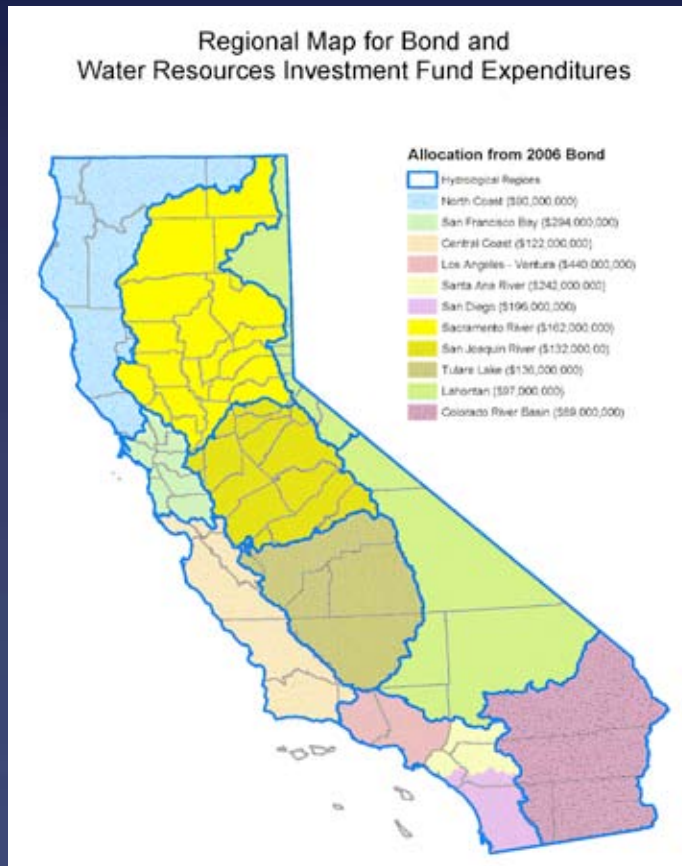 Regional Map for Bond and
Water Resources Investment Fund Expenditures
Allocation from 2006 Bond
Hydrological Regions
North Coast ($90,000,000)
San Francisco Bay ($294,000,000)
Central Coast ($122,000,000)
Los Angeles - Ventura ($440,000,000)
Santa Ana River ($242,000,000)
San Diego ($196,000,000)
Sacramento River ($162,000,000)
San Joaquin River ($132,000,00)
Tulare Lake ($136,000,000)
Lahontan ($97,000,000)
Colorado River Basin ($89,000,000)